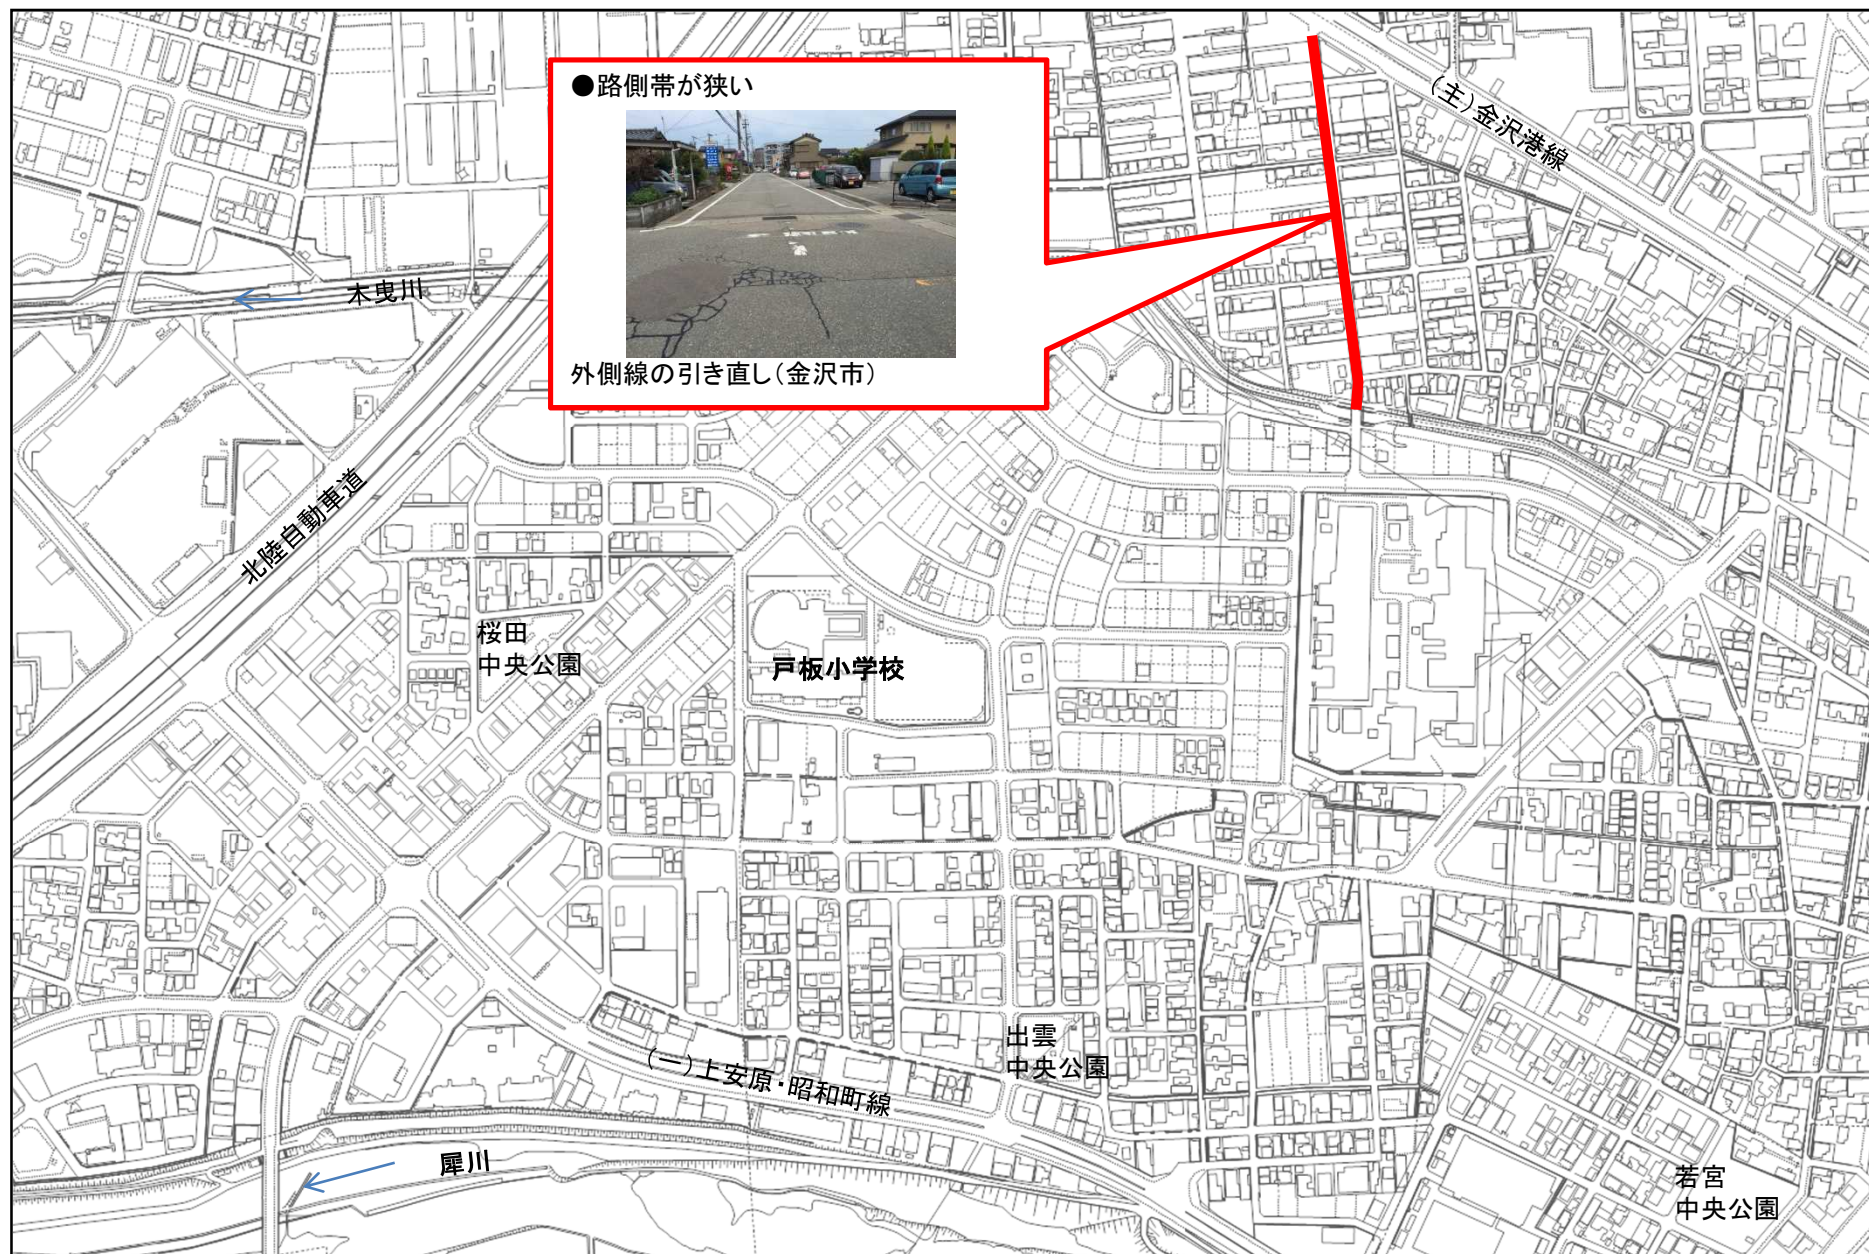 ●路側帯が狭い
外側線の引き直し(金沢市)
(主)金沢港線
木曳川
北陸自動車道
桜田
中央公園
戸板小学校
出雲
中央公園
(一)上安原・昭和町線
犀川
若宮
中央公園